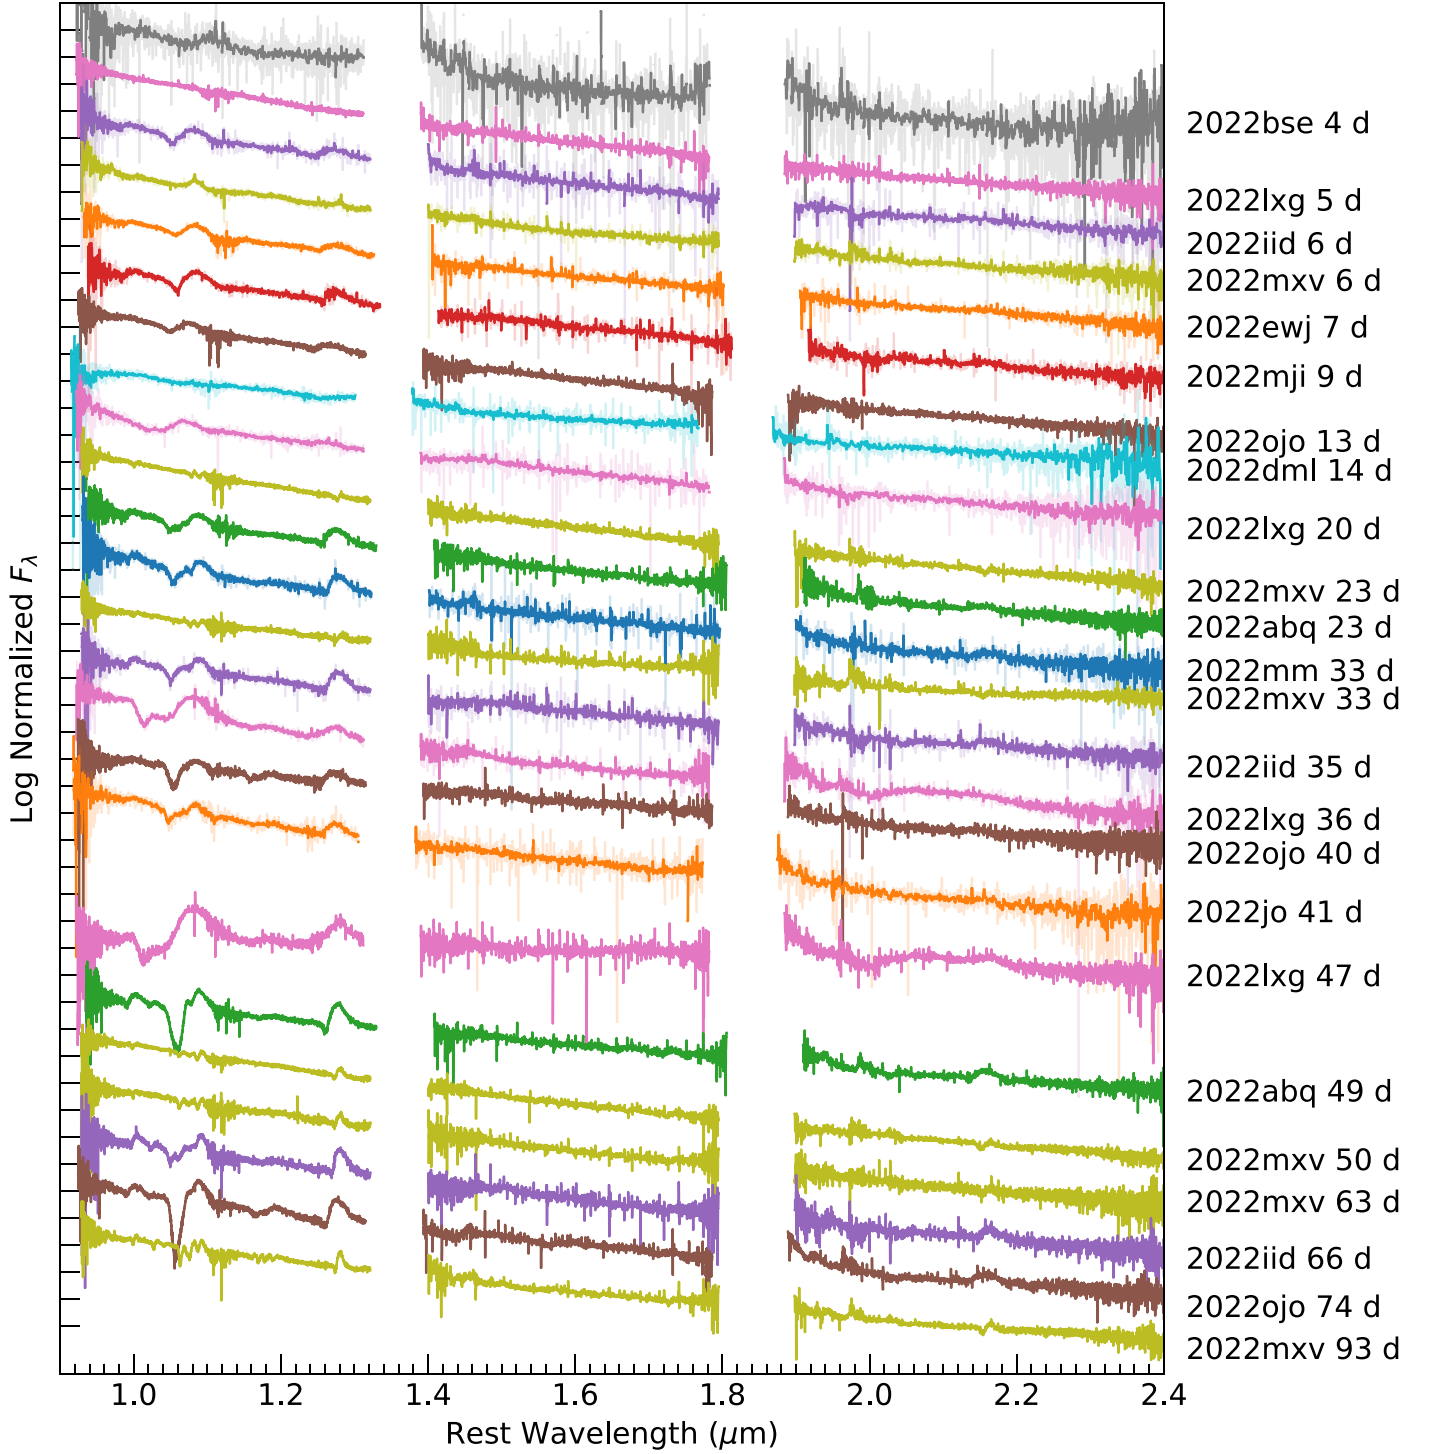 2022bse 4 d
2022lxg 5 d
2022iid 6 d
2022mxv 6 d
2022ewj 7 d
2022mji 9 d
2022ojo 13 d
2022dml 14 d
2022lxg 20 d
2022mxv 23 d
2022abq 23 d
2022mm 33 d
2022mxv 33 d
2022iid 35 d
2022lxg 36 d
2022ojo 40 d
2022jo 41 d
2022lxg 47 d
2022abq 49 d
2022mxv 50 d
2022mxv 63 d
2022iid 66 d
2022ojo 74 d
2022mxv 93 d
Log Normalized Fλ
1.0 1.2 1.4 1.6 1.8 2.0 2.2 2.4
Rest Wavelength (μm)